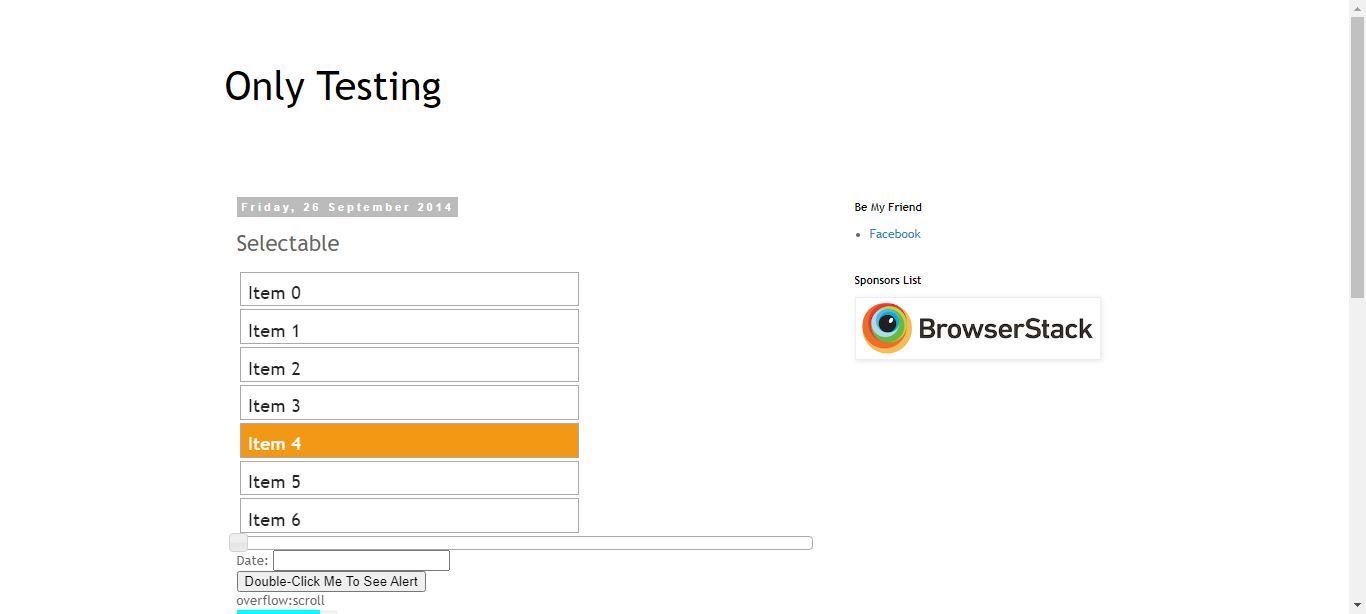 Only Testing
Friday, 26 September 2014
Selectable
Item 0
Item 1
Item 2
Item 3
Item 4
Item 5
Item 6
Date:
Double-Click Me To See Alert
overflow:scroll
Be My Friend
Facebook
Sponsors List
BrowserStack